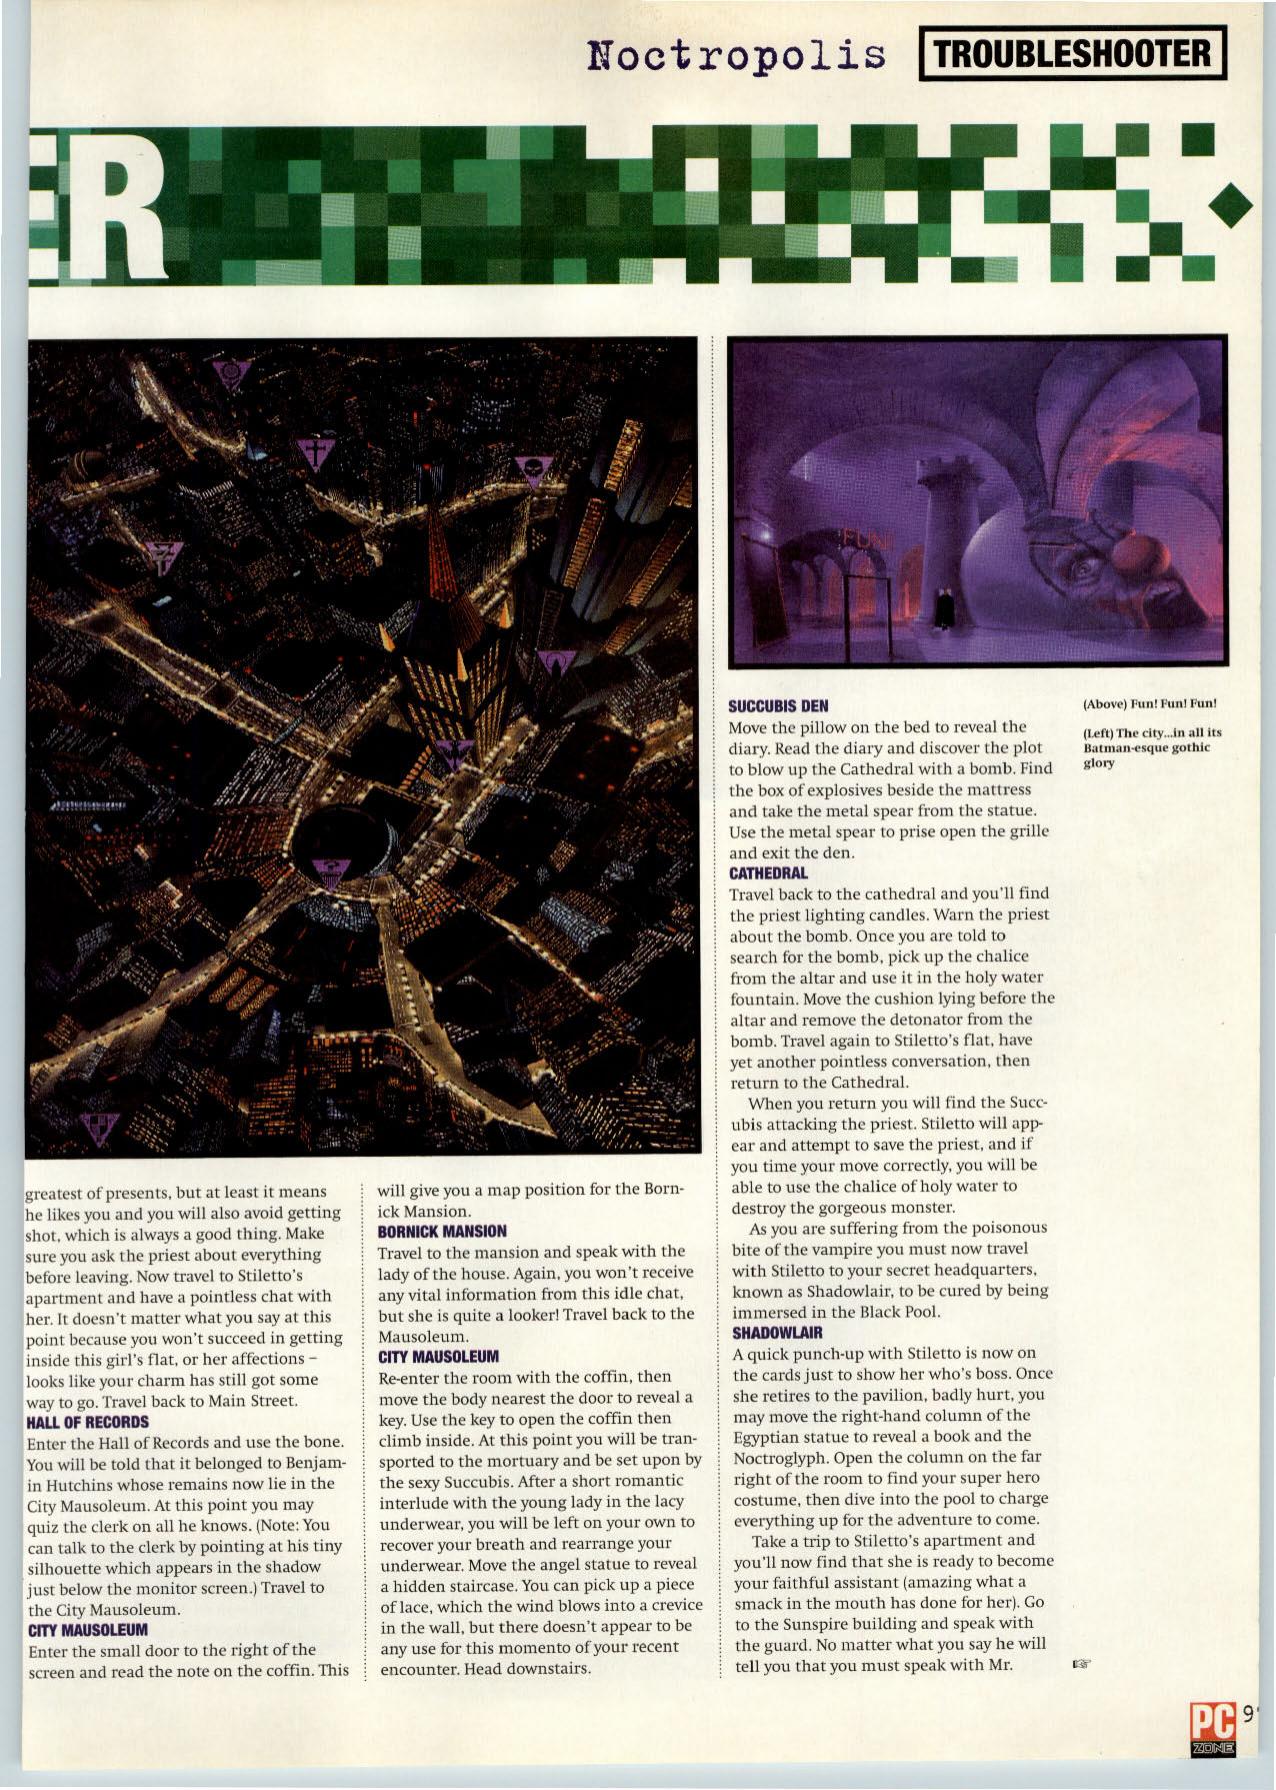 Noctropolis TROUBLESHOOTER
ER
FUN!
greatest of presents, but at least it means
he likes you and you will also avoid getting
shot, which is always a good thing. Make
sure you ask the priest about everything
before leaving. Now travel to Stiletto's
apartment and have a pointless chat with
her. It doesn't matter what you say at this
point because you won't succeed in getting
inside this girl's flat, or her affections –
looks like your charm has still got some
way to go. Travel back to Main Street.
HALL OF RECORDS
Enter the Hall of Records and use the bone.
You will be told that it belonged to Benjam-
in Hutchins whose remains now lie in the
City Mausoleum. At this point you may
quiz the clerk on all he knows. (Note: You
can talk to the clerk by pointing at his tiny
silhouette which appears in the shadow
just below the monitor screen.) Travel to
the City Mausoleum.
CITY MAUSOLEUM
Enter the small door to the right of the
screen and read the note on the coffin. This
will give you a map position for the Born-
ick Mansion.
BORNICK MANSION
Travel to the mansion and speak with the
lady of the house. Again, you won't receive
any vital information from this idle chat,
but she is quite a looker! Travel back to the
Mausoleum.
CITY MAUSOLEUM
Re-enter the room with the coffin, then
move the body nearest the door to reveal a
key. Use the key to open the coffin then
climb inside. At this point you will be tran-
sported to the mortuary and be set upon by
the sexy Succubis. After a short romantic
interlude with the young lady in the lacy
underwear, you will be left on your own to
recover your breath and rearrange your
underwear. Move the angel statue to reveal
a hidden staircase. You can pick up a piece
of lace, which the wind blows into a crevice
in the wall, but there doesn't appear to be
any use for this momento of your recent
encounter. Head downstairs.
SUCCUBIS DEN
Move the pillow on the bed to reveal the
diary. Read the diary and discover the plot
to blow up the Cathedral with a bomb. Find
the box of explosives beside the mattress
and take the metal spear from the statue.
Use the metal spear to prise open the grille
and exit the den.
CATHEDRAL
Travel back to the cathedral and you'll find
the priest lighting candles. Warn the priest
about the bomb. Once you are told to
search for the bomb, pick up the chalice
from the altar and use it in the holy water
fountain. Move the cushion lying before the
altar and remove the detonator from the
bomb. Travel again to Stiletto's flat, have
yet another pointless conversation, then
return to the Cathedral.
When you return you will find the Succ-
ubis attacking the priest. Stiletto will app-
ear and attempt to save the priest, and if
you time your move correctly, you will be
able to use the chalice of holy water to
destroy the gorgeous monster.
As you are suffering from the poisonous
bite of the vampire you must now travel
with Stiletto to your secret headquarters,
known as Shadowlair, to be cured by being
immersed in the Black Pool.
SHADOWLAIR
A quick punch-up with Stiletto is now on
the cards just to show her who's boss. Once
she retires to the pavilion, badly hurt, you
may move the right-hand column of the
Egyptian statue to reveal a book and the
Noctroglyph. Open the column on the far
right of the room to find your super hero
costume, then dive into the pool to charge
everything up for the adventure to come.
Take a trip to Stiletto's apartment and
you'll now find that she is ready to become
your faithful assistant (amazing what a
smack in the mouth has done for her). Go
to the Sunspire building and speak with
the guard. No matter what you say he will
tell you that you must speak with Mr.
(Above) Fun! Fun! Fun!
(Left) The city...in all its
Batman-esque gothic
glory
PC
ZONE
9